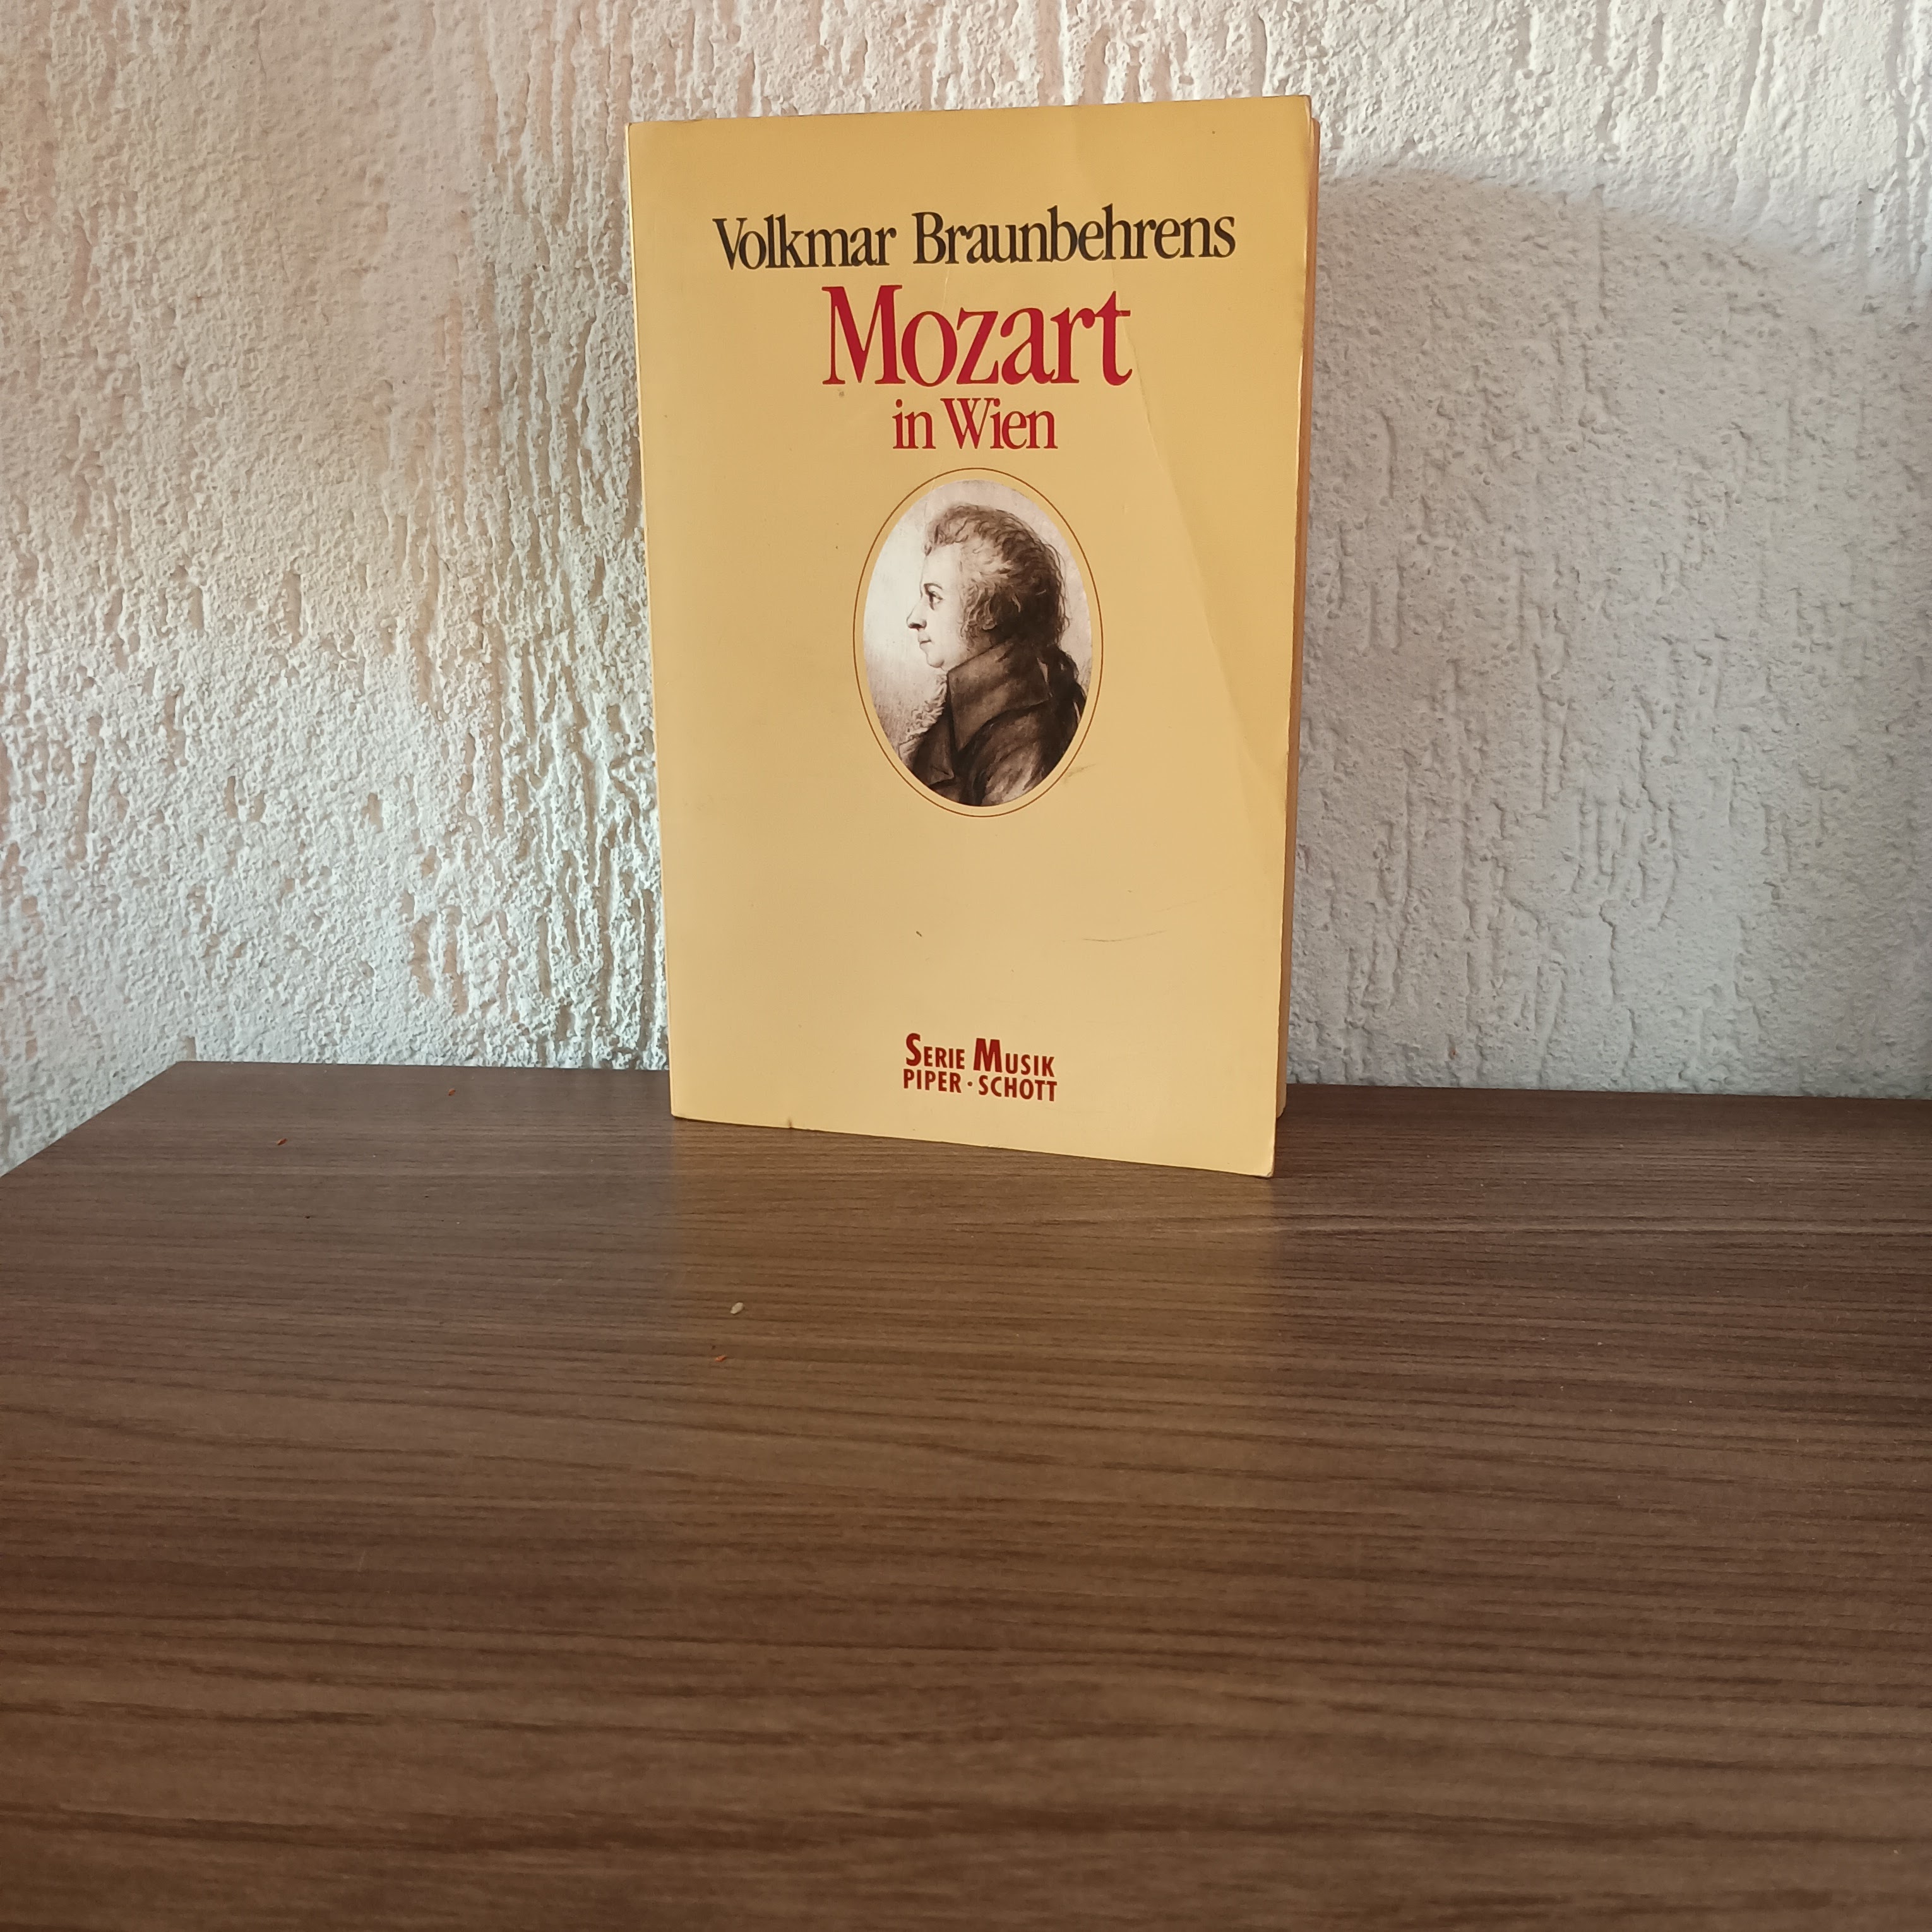 Volkmar Braunbehrens
Mozart
in Wien
SERIE MUSIK
PIPER · SCHOTT